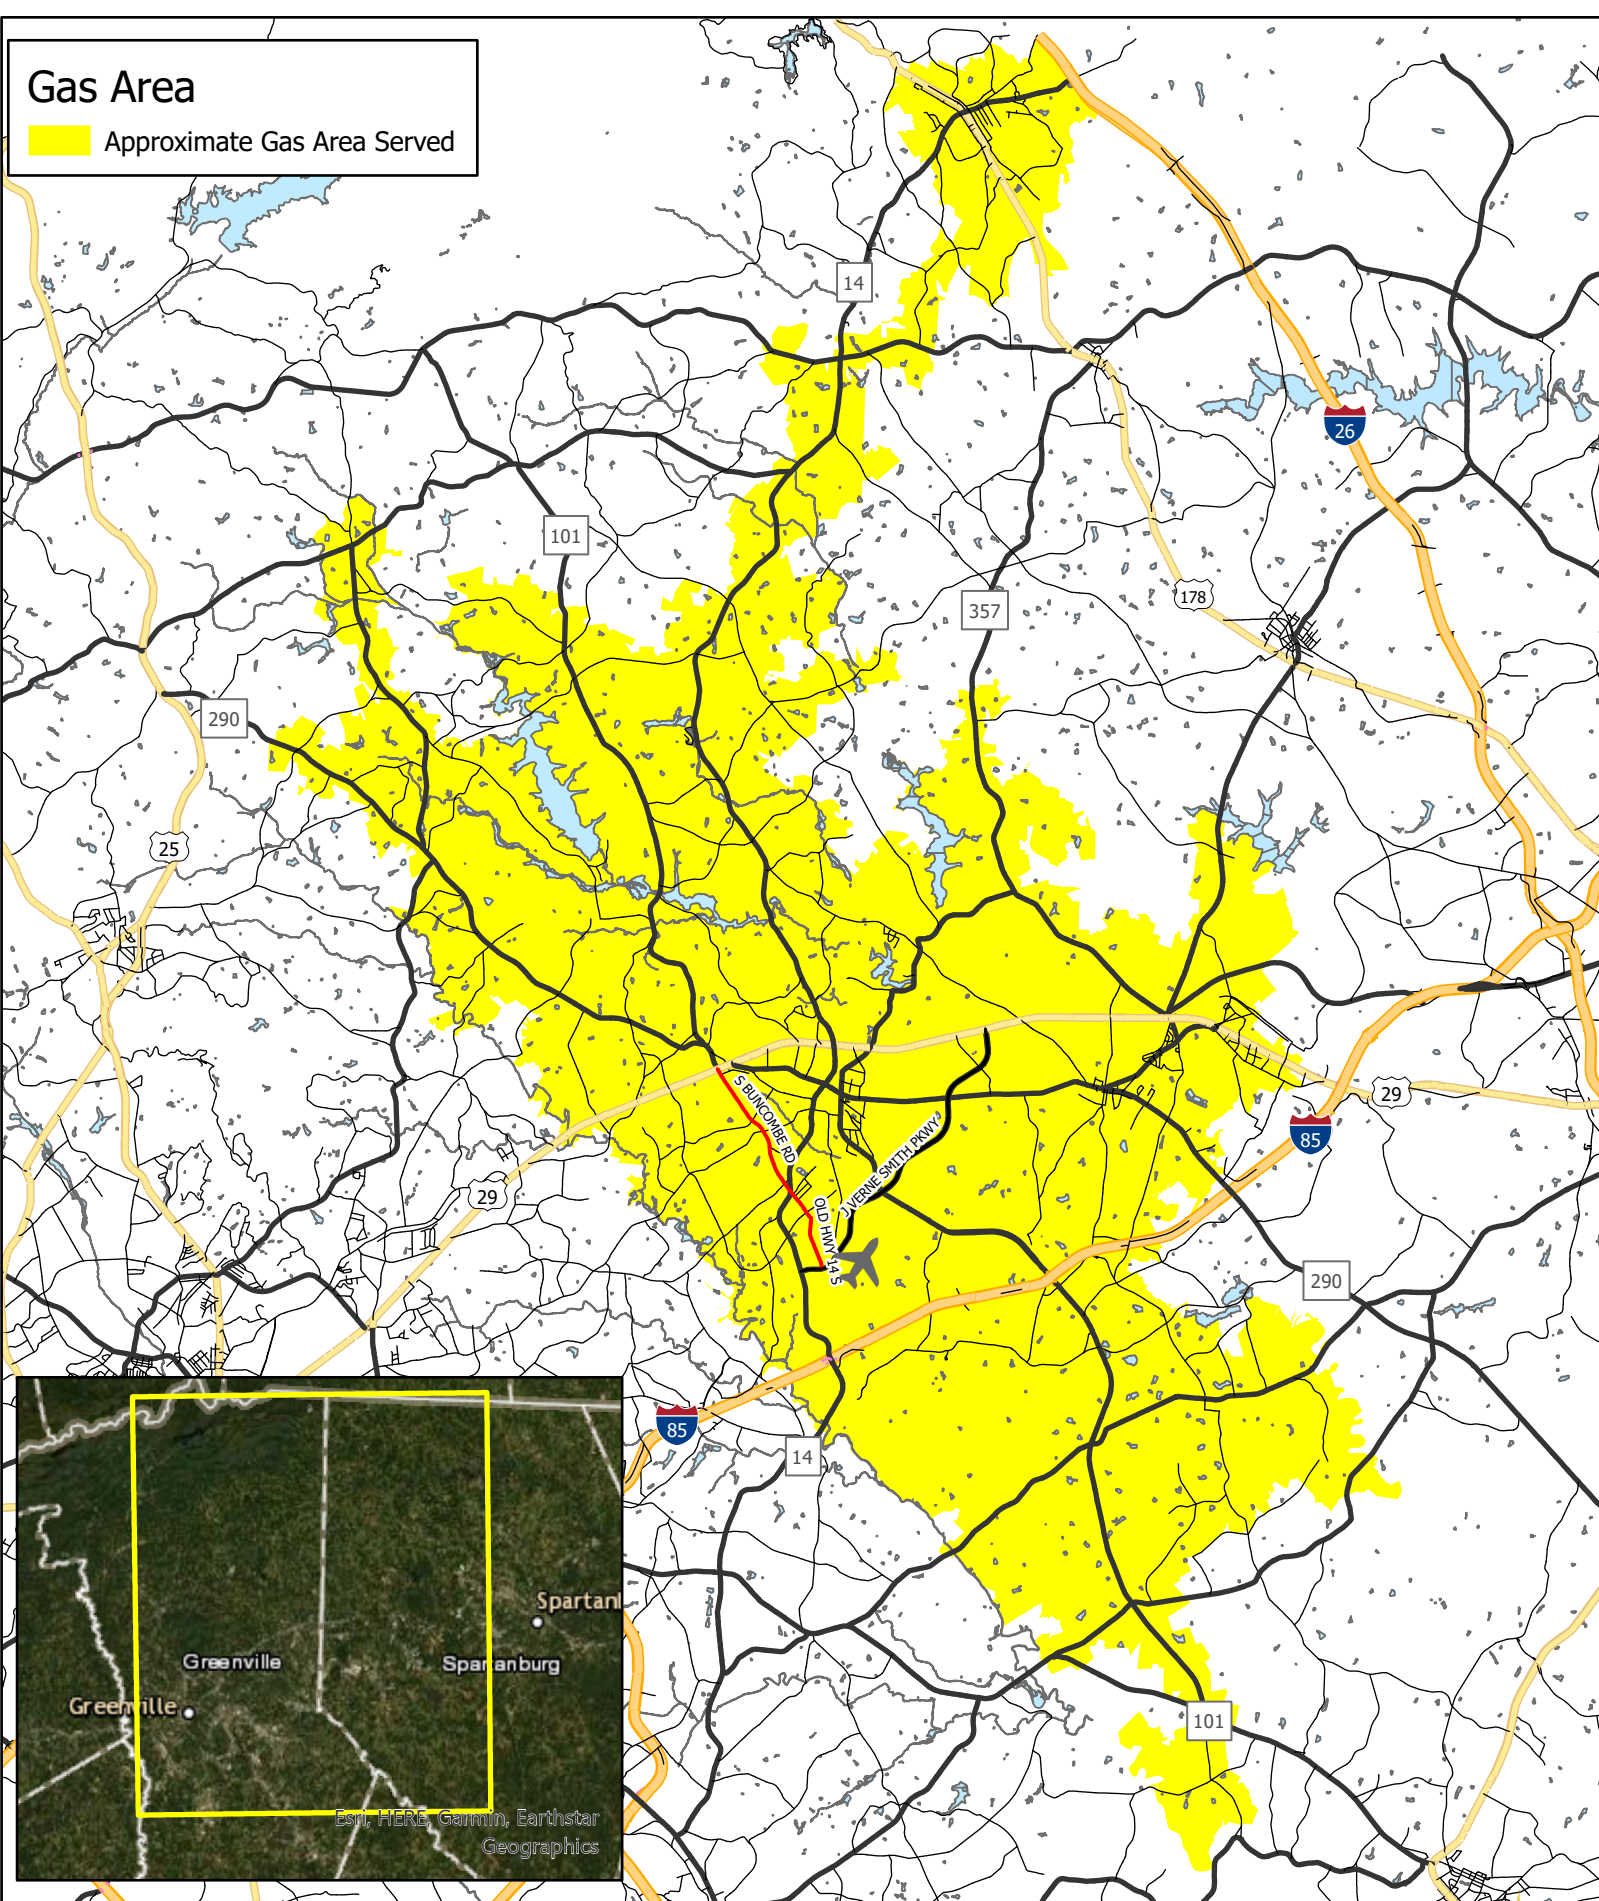 Gas Area
Approximate Gas Area Served
14
26
101
178
357
290
25
29
S BUNCOMBE RD
J VERNE SMITH PKWY
85
29
OLD HWY 14 S
290
85
14
Spartan
Greenville
Spartanburg
Greenville
101
Esri, HERE, Garmin, Earthstar
Geographics